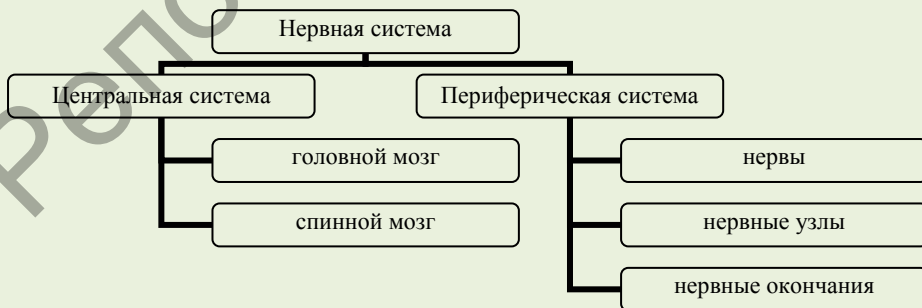 Нервная система
Центральная система
Периферическая система
головной мозг
нервы
спинной мозг
нервные узлы
нервные окончания